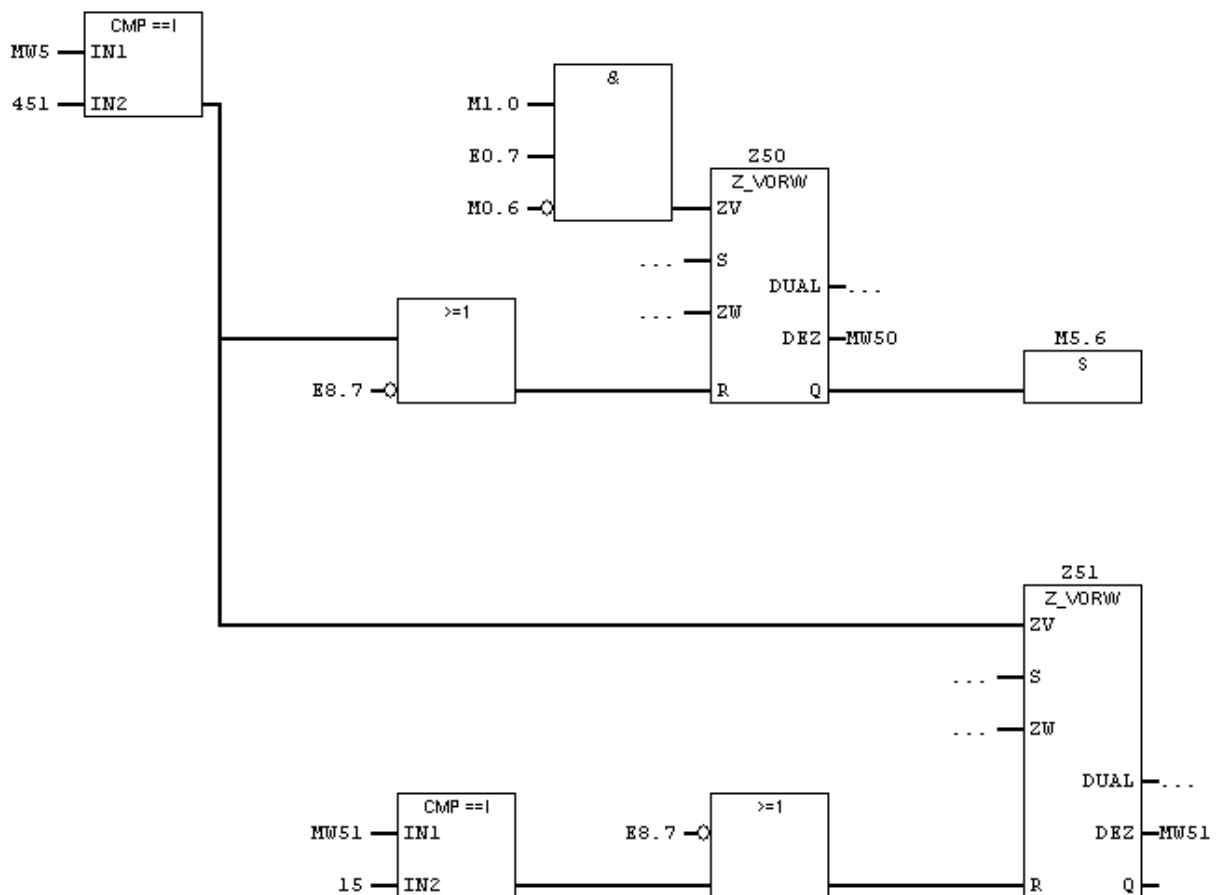 CMP ==I
MW5 IN1
451 IN2
&
M1.0
E0.7
M0.6
Z50
Z_VORW
ZV
... S
DUAL ...
... ZW
DEZ MW50
R Q
>=1
E8.7
M5.6
S
Z51
Z_VORW
ZV
... S
... ZW
DUAL ...
DEZ MW51
R Q
CMP ==I
MW51 IN1
15 IN2
>=1
E8.7